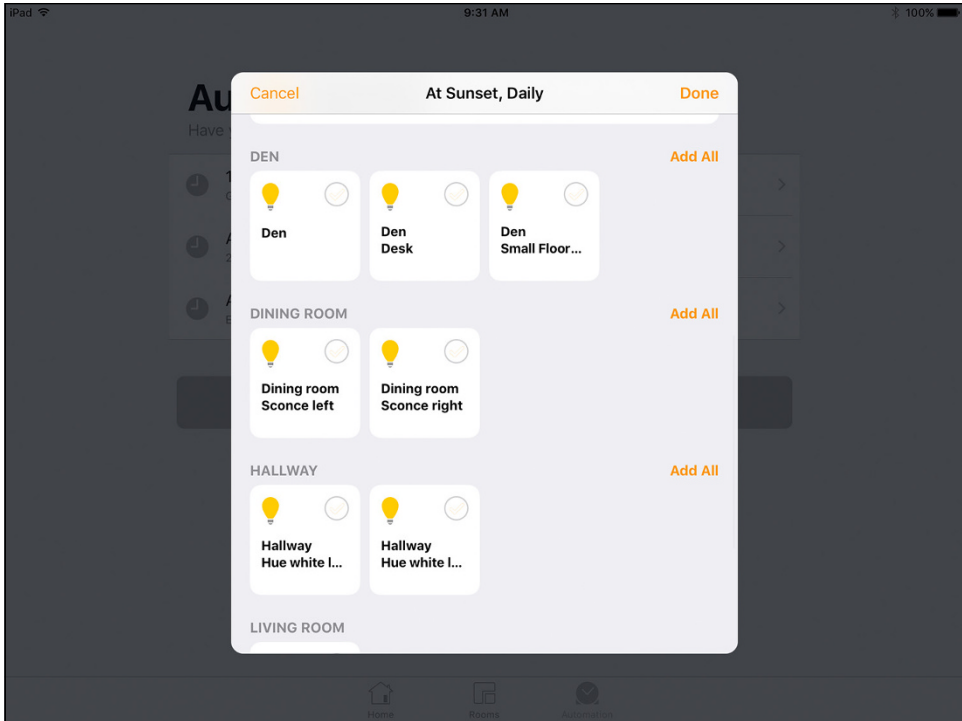 iPad 9:31 AM 100%
Au
Have
Cancel At Sunset, Daily Done
DEN Add All
Den Den Den
Desk Small Floor...
DINING ROOM Add All
Dining room Dining room
Sconce left Sconce right
HALLWAY Add All
Hallway Hallway
Hue white l... Hue white l...
LIVING ROOM
Home Rooms Automation